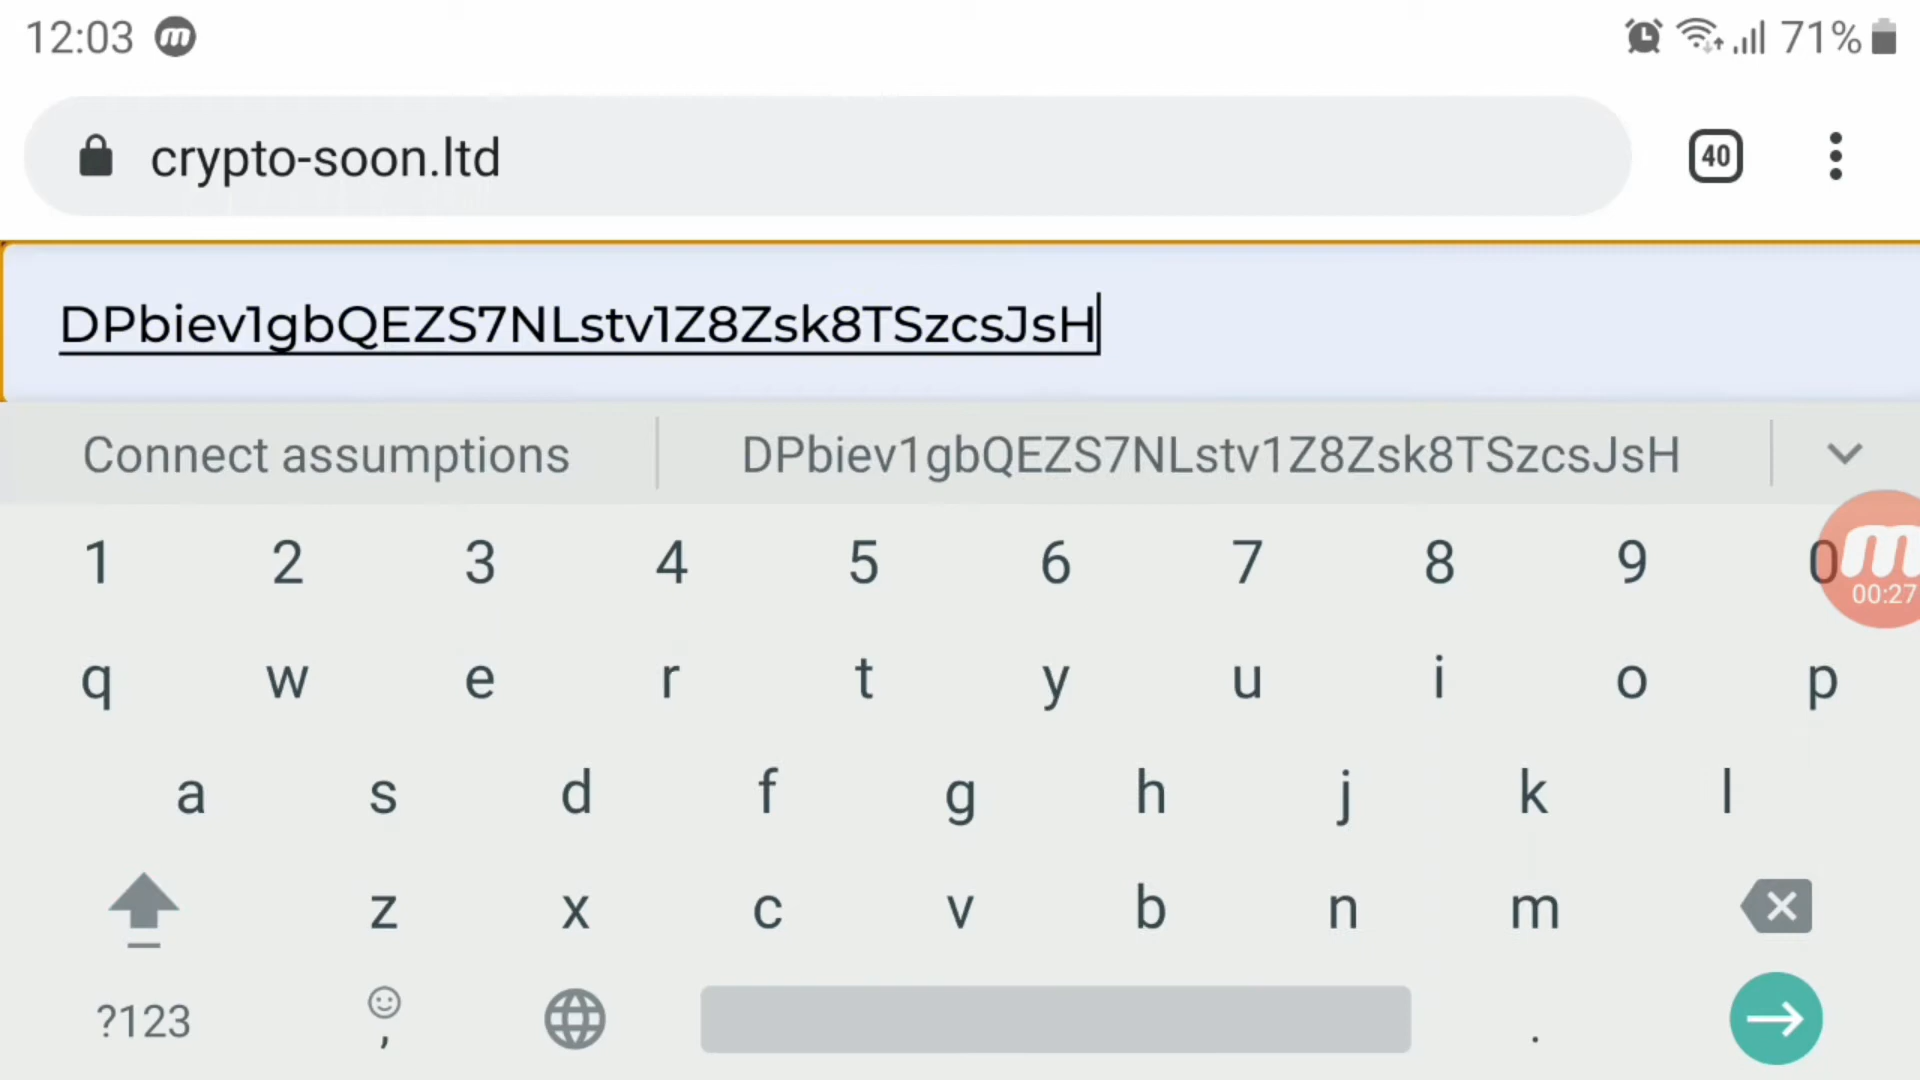 12:03 m 71%
crypto-soon.ltd 40
DPbiev1gbQEZS7NLstv1Z8Zsk8TSzcsJsH
Connect assumptions DPbiev1gbQEZS7NLstv1Z8Zsk8TSzcsJsH
1 2 3 4 5 6 7 8 9 0 m
00:27
q w e r t y u i o p
a s d f g h j k l
z x c v b n m
?123 , .